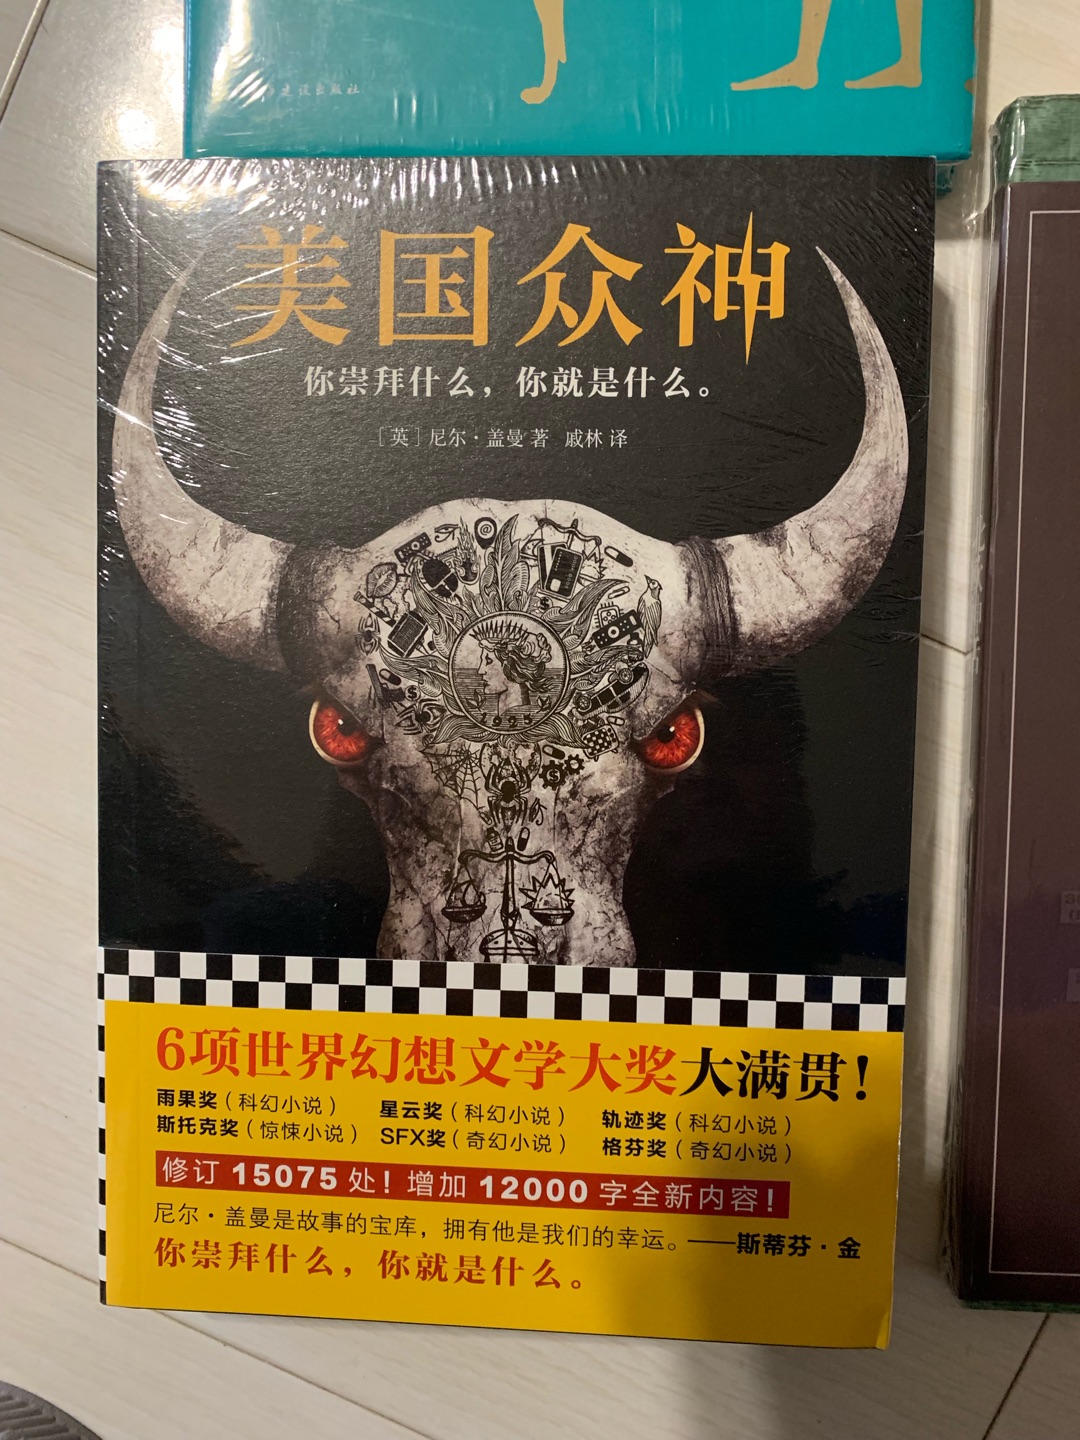 建设出版社
美国众神
你崇拜什么，你就是什么。
［英］尼尔·盖曼 著 戚林 译
1995
6项世界幻想文学大奖大满贯！
雨果奖（科幻小说） 星云奖（科幻小说） 轨迹奖（科幻小说）
斯托克奖（惊悚小说） SFX奖（奇幻小说） 格芬奖（奇幻小说）
修订 15075 处！增加 12000 字全新内容！
尼尔·盖曼是故事的宝库，拥有他是我们的幸运。——斯蒂芬·金
你崇拜什么，你就是什么。